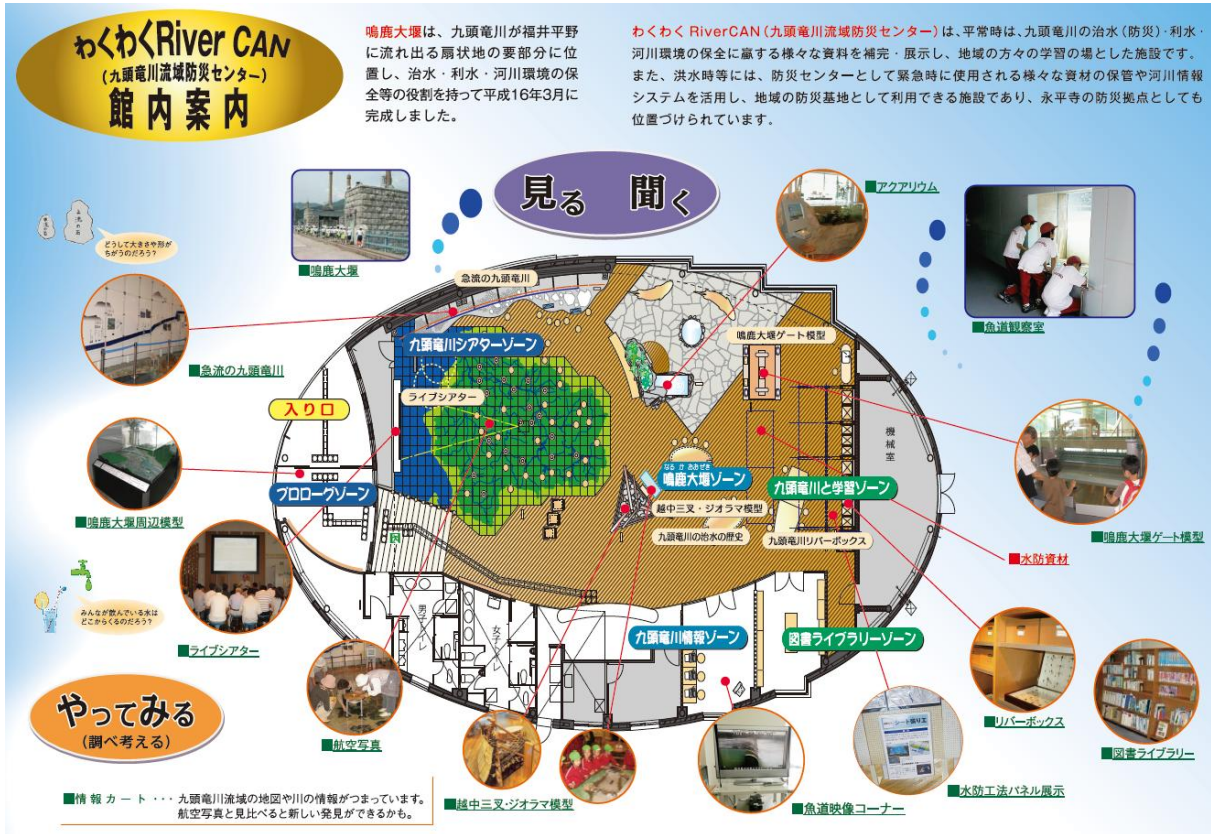 わくわくRiver CAN
(九頭竜川流域防災センター)
館内案内
鳴鹿大堰は、九頭竜川が福井平野
に流れ出る扇状地の要部分に位
置し、治水・利水・河川環境の保
全等の役割を持って平成16年3月に
完成しました。
わくわく RiverCAN(九頭竜川流域防災センター)は、平常時は、九頭竜川の治水(防災)・利水・
河川環境の保全に寡する様々な資料を補完・展示し、地域の方々の学習の場とした施設です。
また、洪水時等には、防災センターとして緊急時に使用される様々な資材の保管や河川情報
システムを活用し、地域の防災基地として利用できる施設であり、永平寺の防災拠点としても
位置づけられています。
見る 聞く
■アクアリウム
■鳴鹿大堰
どうして大きさや形が
ちがうのだろう?
急流の九頭竜川
■魚道観察室
鳴鹿大堰ゲート模型
九頭竜川シアターゾーン
■急流の九頭竜川
ライブシアター
入り口
機械室
なるか おおぜき
鳴鹿大堰ゾーン
九頭竜川と学習ゾーン
プロローグゾーン
越中三叉・ジオラマ模型
■鳴鹿大堰周辺模型
九頭竜川の治水の歴史
九頭竜川リバーボックス
■鳴鹿大堰ゲート模型
■水防資材
みんなが飲んでいる水は
どこからくるのだろう?
男子トイレ
女子トイレ
九頭竜川情報ゾーン
図書ライブラリーゾーン
■ライブシアター
やってみる
(調べ考える)
■リバーボックス
■航空写真
■図書ライブラリー
■水防工法パネル展示
■越中三叉・ジオラマ模型
■魚道映像コーナー
■情報カート・・・九頭竜川流域の地図や川の情報がつまっています。
航空写真と見比べると新しい発見ができるかも。